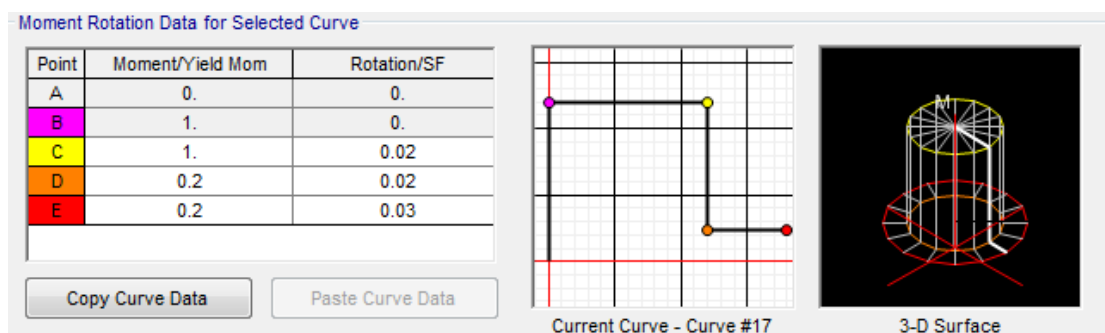 Moment Rotation Data for Selected Curve
Point Moment/Yield Mom Rotation/SF
A 0. 0.
B 1. 0.
C 1. 0.02
D 0.2 0.02
E 0.2 0.03
M
Copy Curve Data Paste Curve Data
Current Curve - Curve #17 3-D Surface